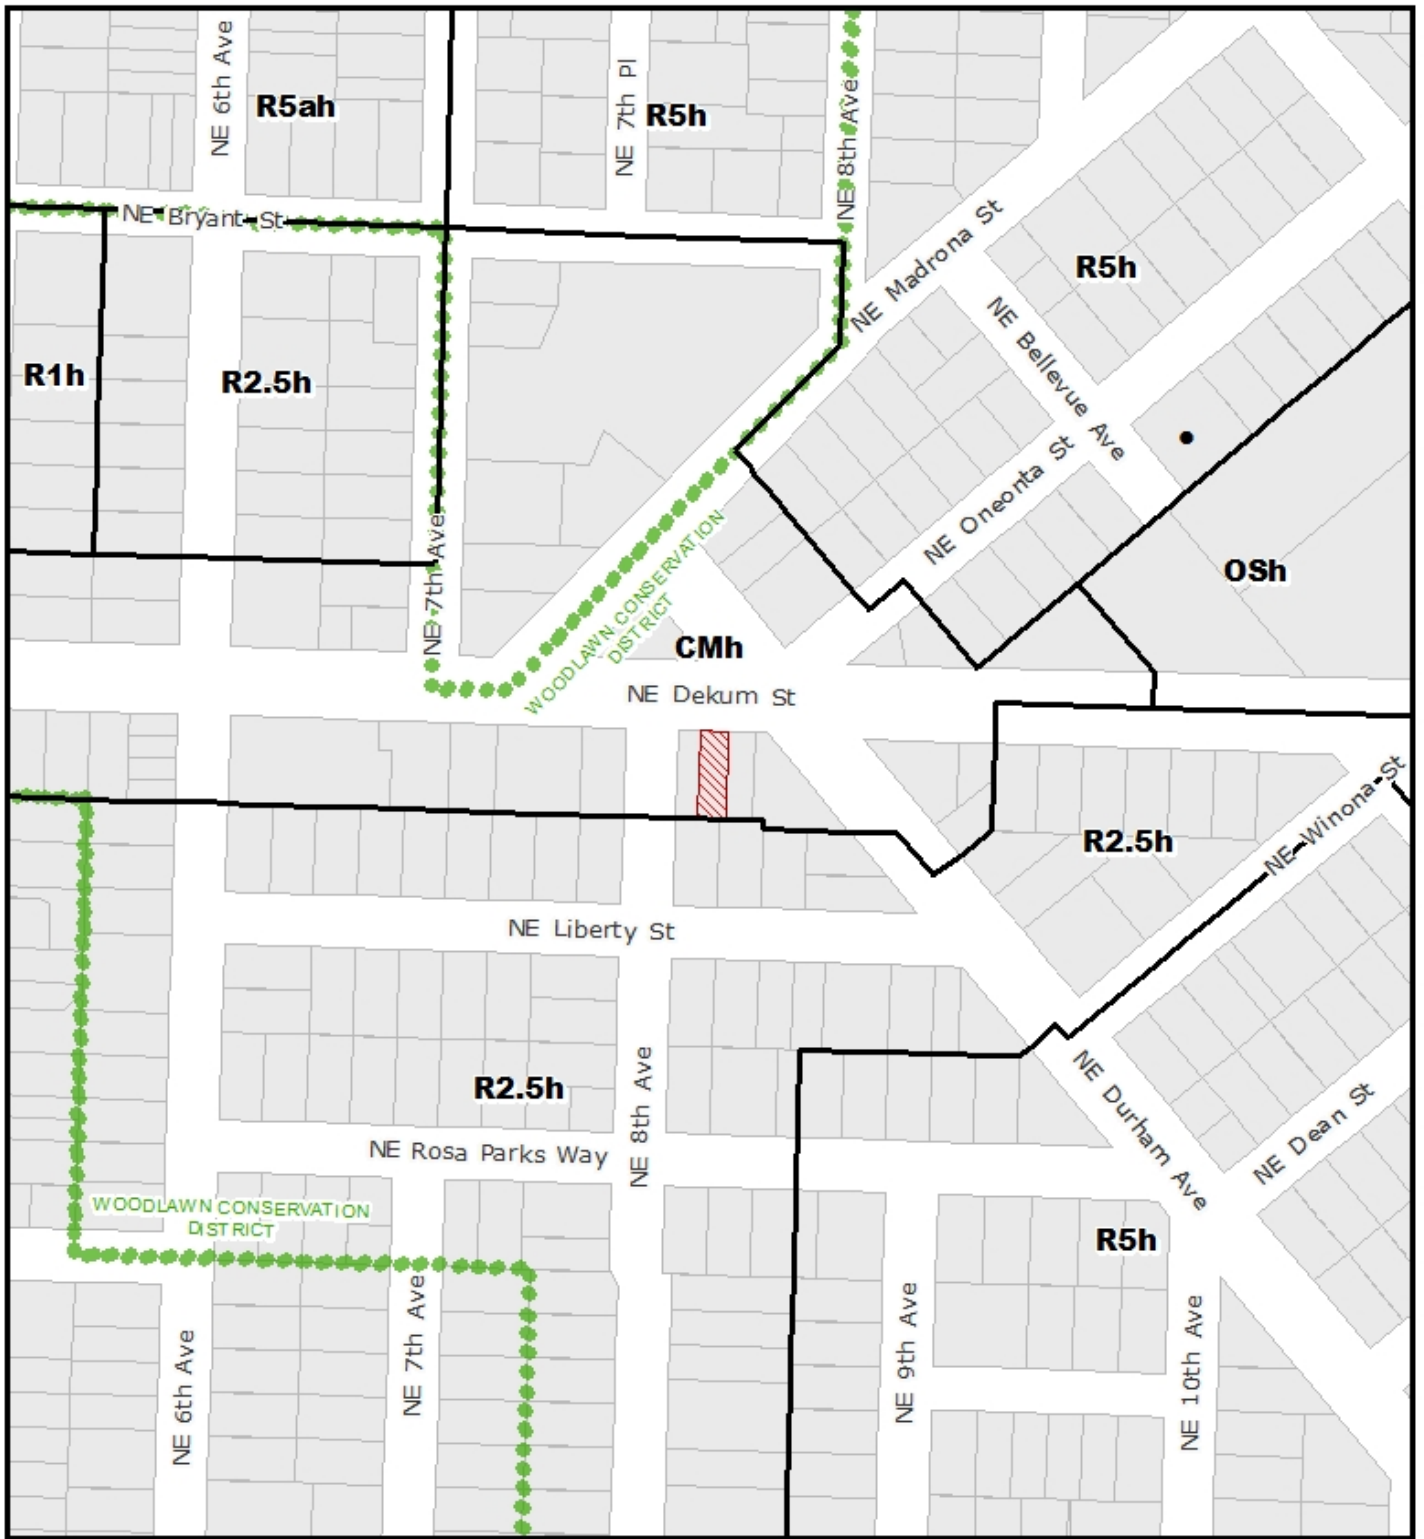 NE 6th Ave
R5ah
NE 7th Pl
R5h
NE 8th Ave
NE Bryant St
NE Madrona St
R5h
NE Bellevue Ave
R1h
R2.5h
NE Oneonta St
NE 7th Ave
WOODLAWN CONSERVATION
DISTRICT
OSh
CMh
NE Dekum St
NE Winona St
R2.5h
NE Liberty St
NE 8th Ave
R2.5h
NE Durham Ave
NE Dean St
NE Rosa Parks Way
WOODLAWN CONSERVATION
DISTRICT
R5h
NE 6th Ave
NE 7th Ave
NE 9th Ave
NE 10th Ave